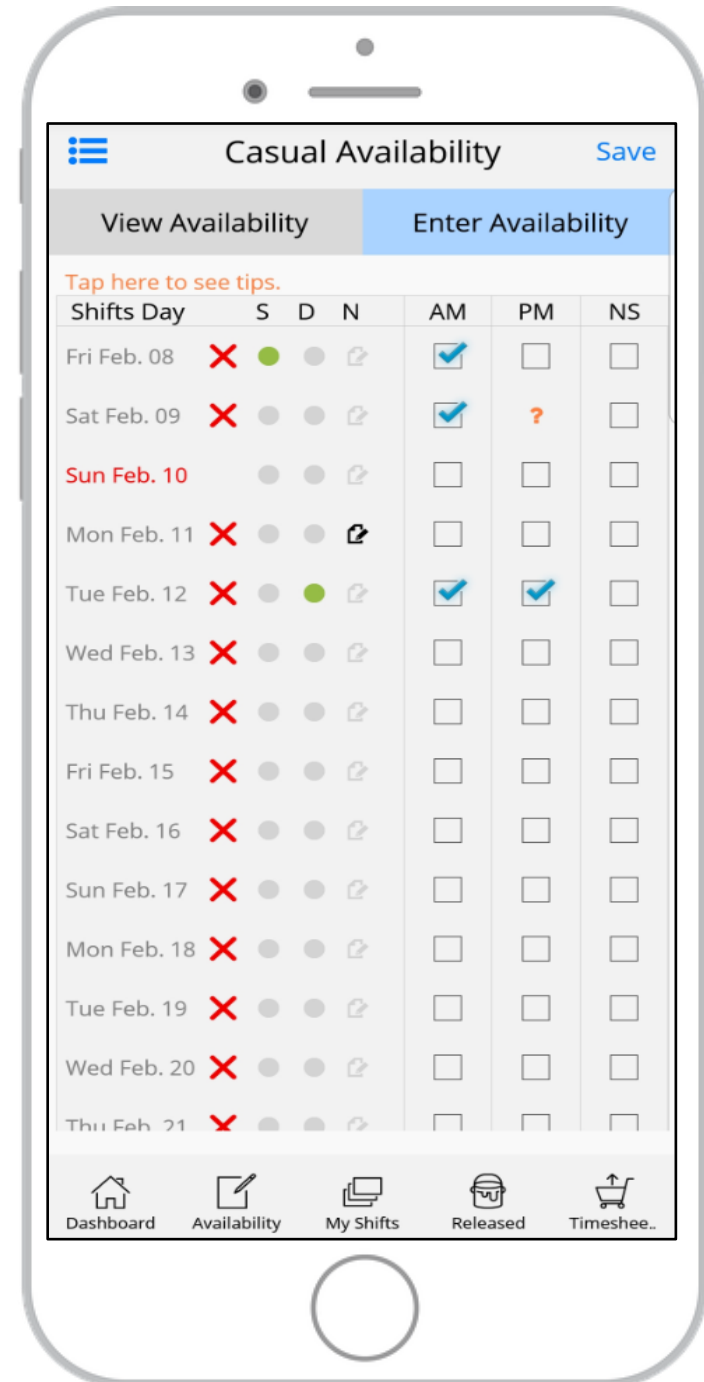 Casual Availability Save
View Availability Enter Availability
Tap here to see tips.
Shifts Day S D N AM PM NS
Fri Feb. 08
Sat Feb. 09 ?
Sun Feb. 10
Mon Feb. 11
Tue Feb. 12
Wed Feb. 13
Thu Feb. 14
Fri Feb. 15
Sat Feb. 16
Sun Feb. 17
Mon Feb. 18
Tue Feb. 19
Wed Feb. 20
Thu Feb. 21
Dashboard Availability My Shifts Released Timeshee..